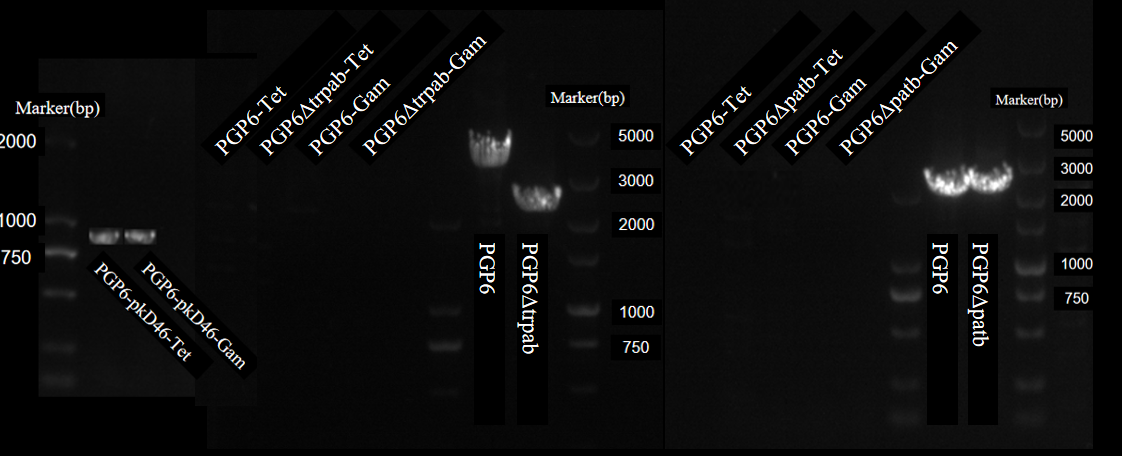 Marker(bp)
2000
1000
750
PGP6-pkD46-Tet
PGP6-pkD46-Gam
PGP6-Tet
PGP6Δtrpab-Tet
PGP6-Gam
PGP6Δtrpab-Gam
PGP6
PGP6Δtrpab
Marker(bp)
5000
3000
2000
1000
750
PGP6-Tet
PGP6Δpatb-Tet
PGP6-Gam
PGP6Δpatb-Gam
PGP6
PGP6Δpatb
Marker(bp)
5000
3000
2000
1000
750